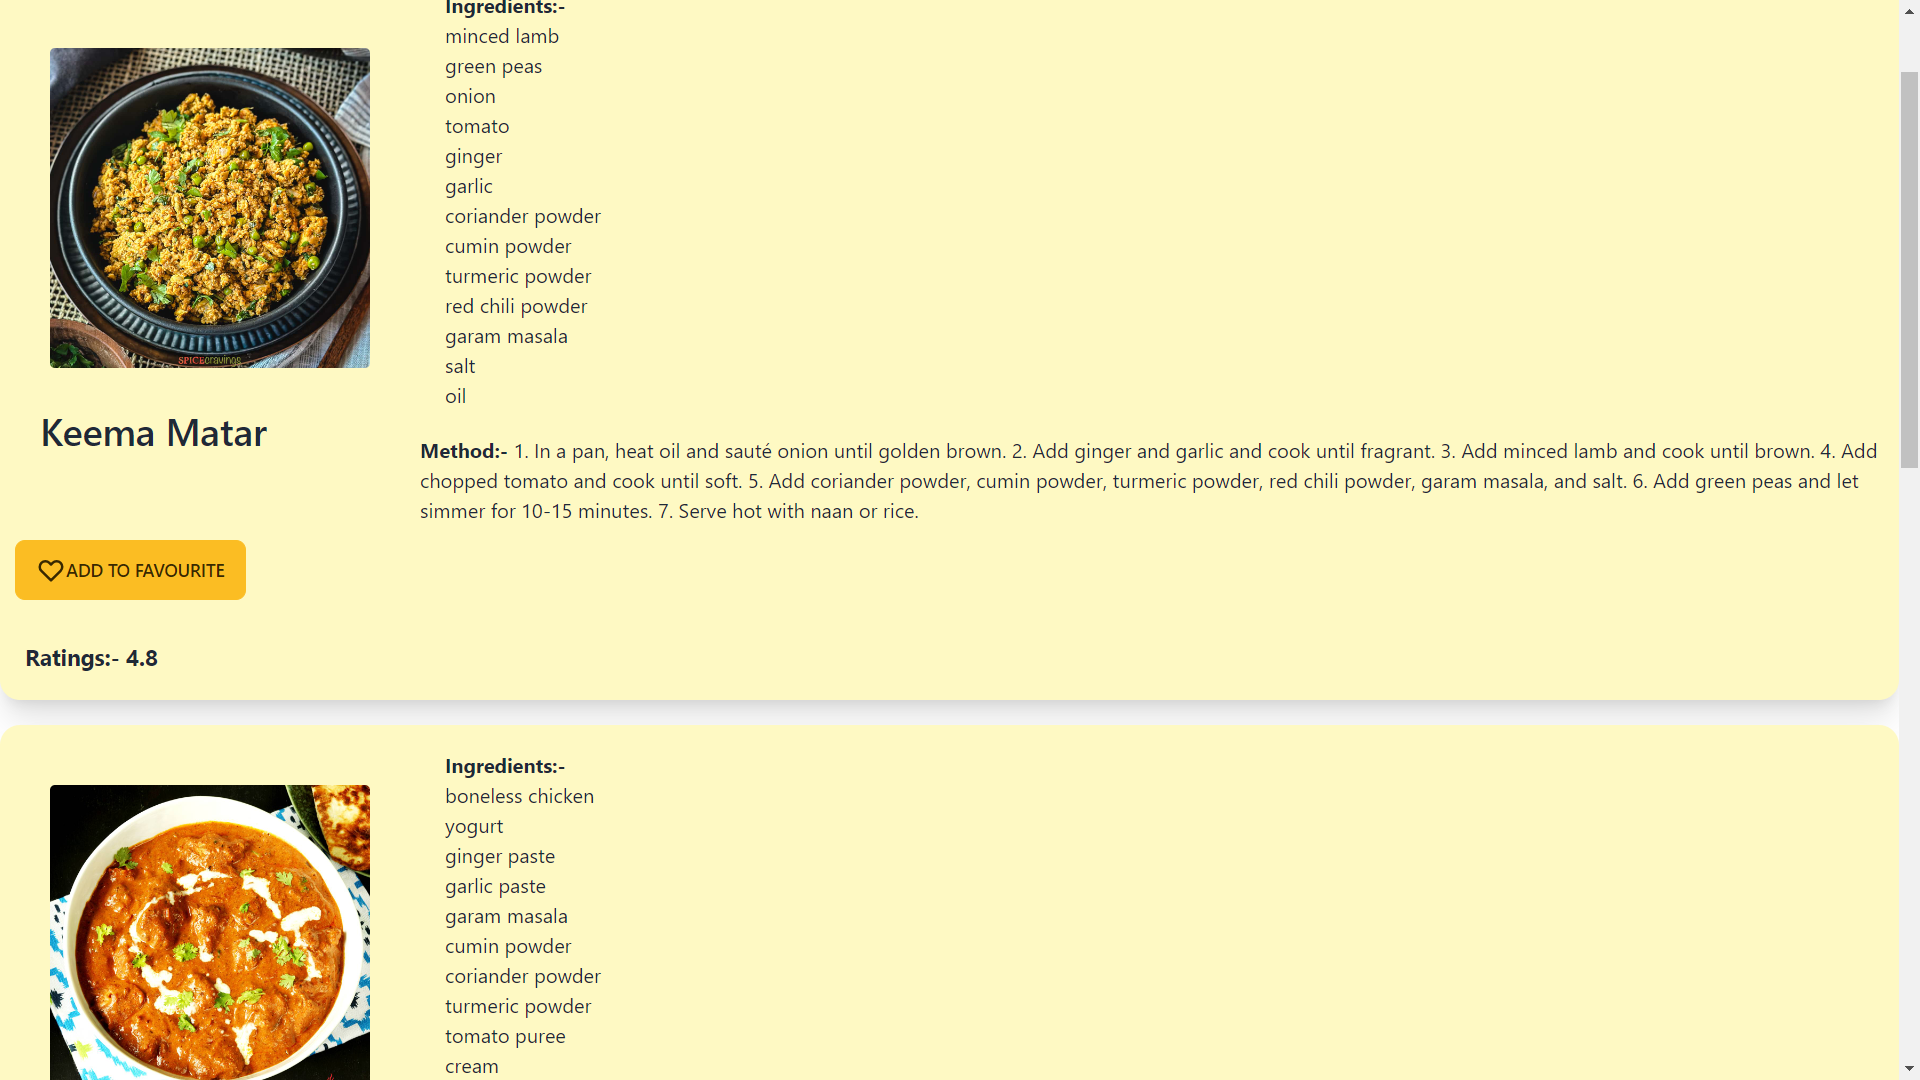 Ingredients:-
minced lamb
green peas
onion
tomato
ginger
garlic
coriander powder
cumin powder
turmeric powder
red chili powder
garam masala
salt
oil
SPICEcravings
Keema Matar
Method:- 1. In a pan, heat oil and sauté onion until golden brown. 2. Add ginger and garlic and cook until fragrant. 3. Add minced lamb and cook until brown. 4. Add
chopped tomato and cook until soft. 5. Add coriander powder, cumin powder, turmeric powder, red chili powder, garam masala, and salt. 6. Add green peas and let
simmer for 10-15 minutes. 7. Serve hot with naan or rice.
ADD TO FAVOURITE
Ratings:- 4.8
Ingredients:-
boneless chicken
yogurt
ginger paste
garlic paste
garam masala
cumin powder
coriander powder
turmeric powder
tomato puree
cream